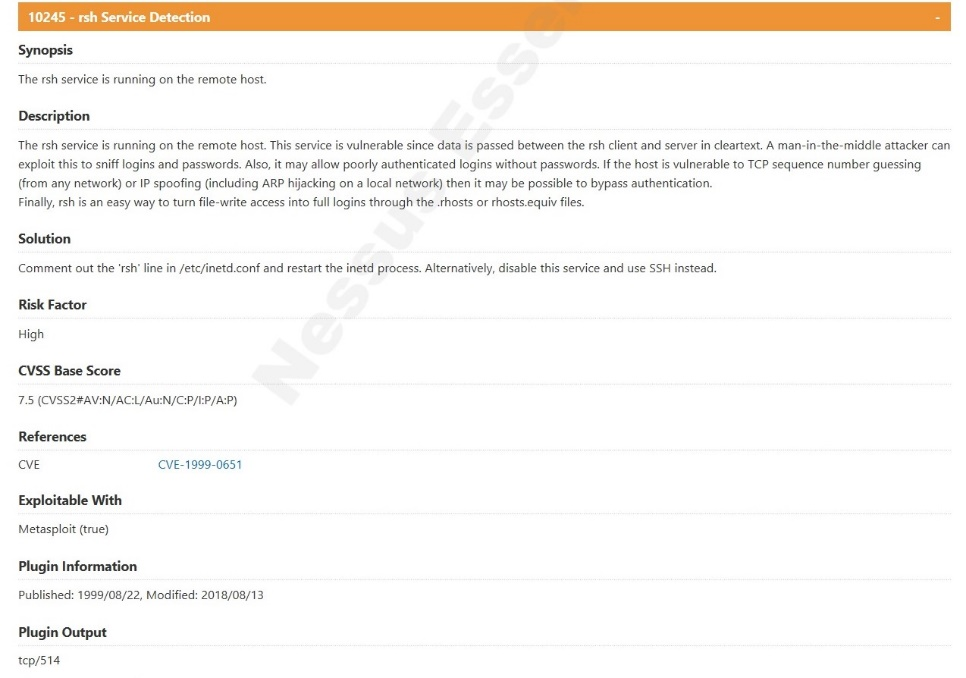 10245 - rsh Service Detection -
Synopsis
The rsh service is running on the remote host.
Description
The rsh service is running on the remote host. This service is vulnerable since data is passed between the rsh client and server in cleartext. A man-in-the-middle attacker can
exploit this to sniff logins and passwords. Also, it may allow poorly authenticated logins without passwords. If the host is vulnerable to TCP sequence number guessing
(from any network) or IP spoofing (including ARP hijacking on a local network) then it may be possible to bypass authentication.
Finally, rsh is an easy way to turn file-write access into full logins through the .rhosts or rhosts.equiv files.
Solution
Comment out the 'rsh' line in /etc/inetd.conf and restart the inetd process. Alternatively, disable this service and use SSH instead.
Risk Factor
High
CVSS Base Score
7.5 (CVSS2#AV:N/AC:L/Au:N/C:P/I:P/A:P)
References
CVE CVE-1999-0651
Exploitable With
Metasploit (true)
Plugin Information
Published: 1999/08/22, Modified: 2018/08/13
Plugin Output
tcp/514
Nessus Esse